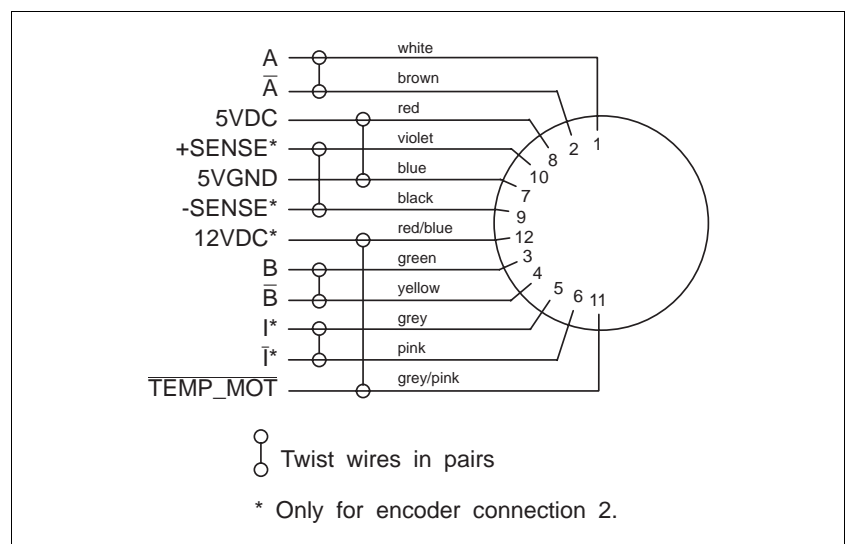 A white
A̅ brown
5VDC red
+SENSE* violet
5VGND blue
-SENSE* black
12VDC* red/blue
B green
B̅ yellow
I* grey
I̅* pink
T̅E̅M̅P̅_̅M̅O̅T̅ grey/pink
1
2
8
10
7
9
12
3
4
5
6
11
Twist wires in pairs
* Only for encoder connection 2.